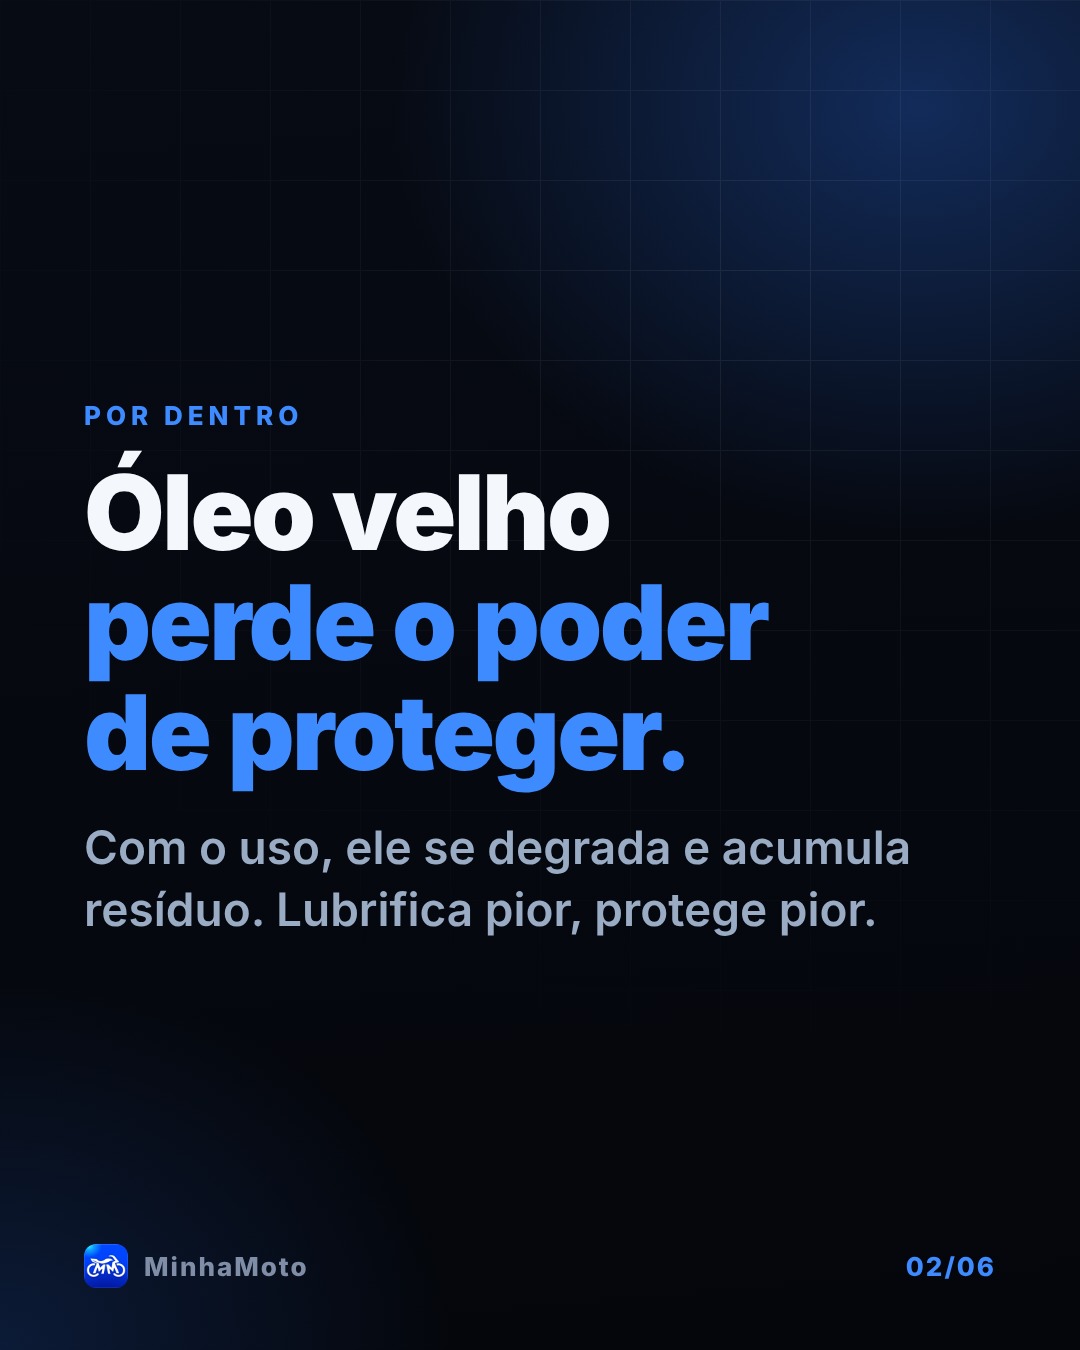 POR DENTRO
Óleo velho
perde o poder
de proteger.
Com o uso, ele se degrada e acumula
resíduo. Lubrifica pior, protege pior.
MM
MinhaMoto
02/06